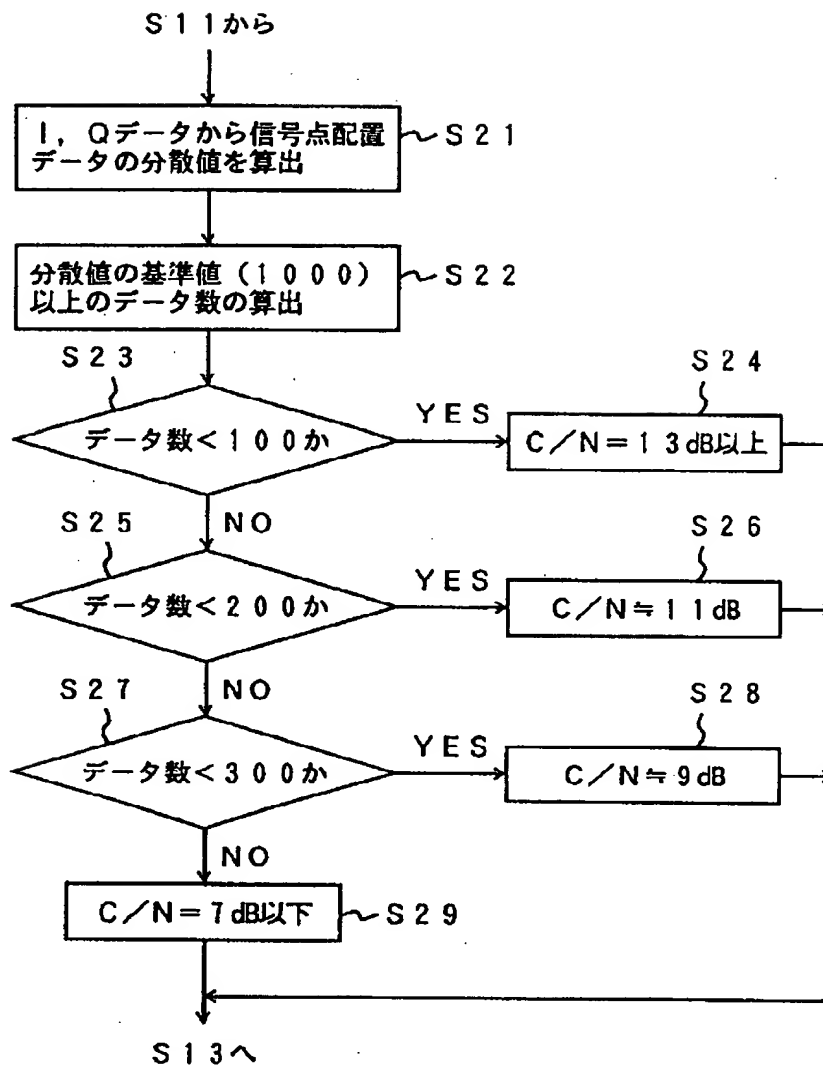 S11から
I,Qデータから信号点配置
データの分散値を算出
S21
分散値の基準値(1000)
以上のデータ数の算出
S22
S23
データ数<100か
YES
S24
C/N=13dB以上
NO
S25
データ数<200か
YES
S26
C/N≒11dB
NO
S27
データ数<300か
YES
S28
C/N≒9dB
NO
C/N=7dB以下
S29
S13へ